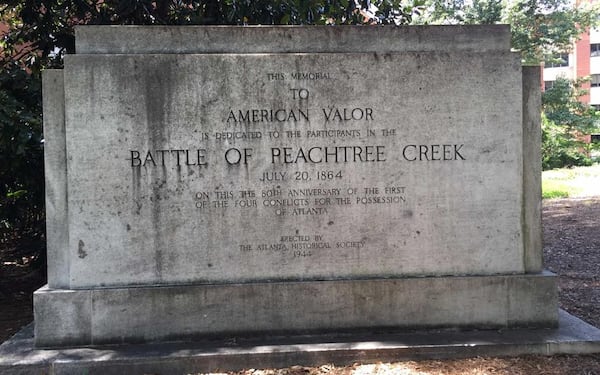 THIS MEMORIAL
TO
AMERICAN VALOR
IS DEDICATED TO THE PARTICIPANTS IN THE
BATTLE OF PEACHTREE CREEK
JULY 20, 1864
ON THIS THE 80TH ANNIVERSARY OF THE FIRST
OF THE FOUR CONFLICTS FOR THE POSSESSION
OF ATLANTA
ERECTED BY
THE ATLANTA HISTORICAL SOCIETY
1944